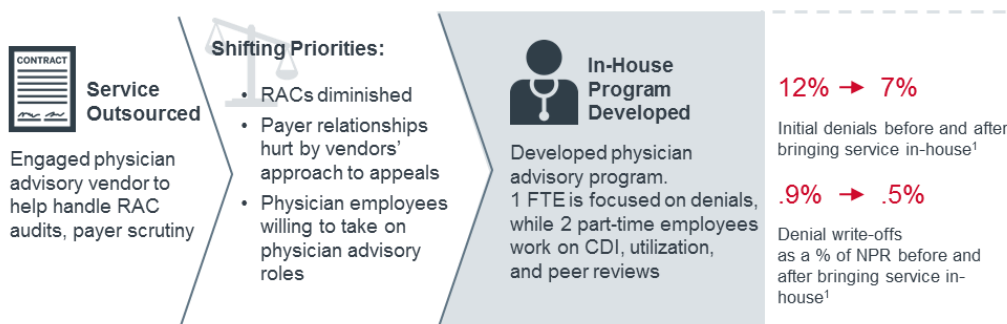 CONTRACT
Service
Outsourced
Engaged physician
advisory vendor to
help handle RAC
audits, payer scrutiny
Shifting Priorities:
• RACs diminished
• Payer relationships
hurt by vendors’
approach to appeals
• Physician employees
willing to take on
physician advisory
roles
In-House
Program
Developed
Developed physician
advisory program.
1 FTE is focused on denials,
while 2 part-time employees
work on CDI, utilization,
and peer reviews
12% → 7%
Initial denials before and after
bringing service in-house¹
.9% → .5%
Denial write-offs
as a % of NPR before and
after bringing service in-
house¹